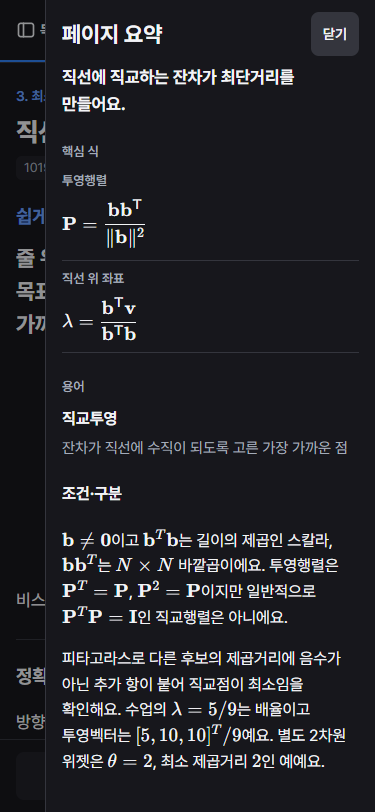 페이지 요약
닫기
직선에 직교하는 잔차가 최단거리를
만들어요.
핵심 식
투영행렬
P = bb⊤ / ‖b‖²
직선 위 좌표
λ = b⊤v / b⊤b
용어
직교투영
잔차가 직선에 수직이 되도록 고른 가장 가까운 점
조건·구분
b ≠ 0이고 b^T b는 길이의 제곱인 스칼라,
bb^T는 N × N 바깥곱이에요. 투영행렬은
P^T = P, P² = P이지만 일반적으로
P^T P = I인 직교행렬은 아니에요.
피타고라스로 다른 후보의 제곱거리에 음수가
아닌 추가 항이 붙어 직교점이 최소임을
확인해요. 수업의 λ = 5/9는 배율이고
투영벡터는 [5, 10, 10]^T/9예요. 별도 2차원
위젯은 θ = 2, 최소 제곱거리 2인 예예요.
3. 최
직선
1019
쉽게
줄
목표
가까
비스
정확
방향